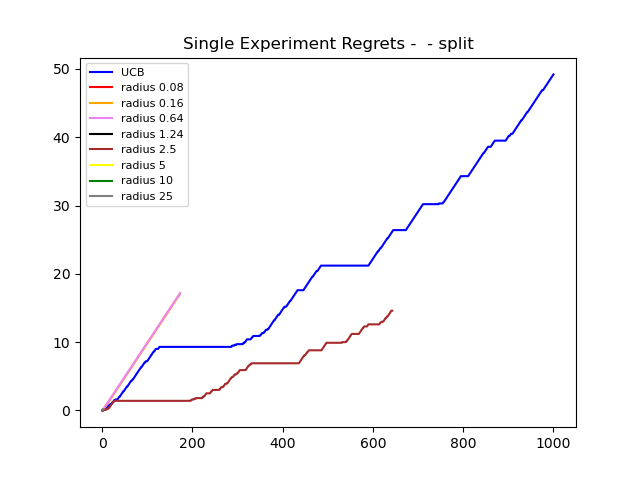 Single Experiment Regrets -  - split
50
40
30
20
10
0
UCB
radius 0.08
radius 0.16
radius 0.64
radius 1.24
radius 2.5
radius 5
radius 10
radius 25
0 200 400 600 800 1000